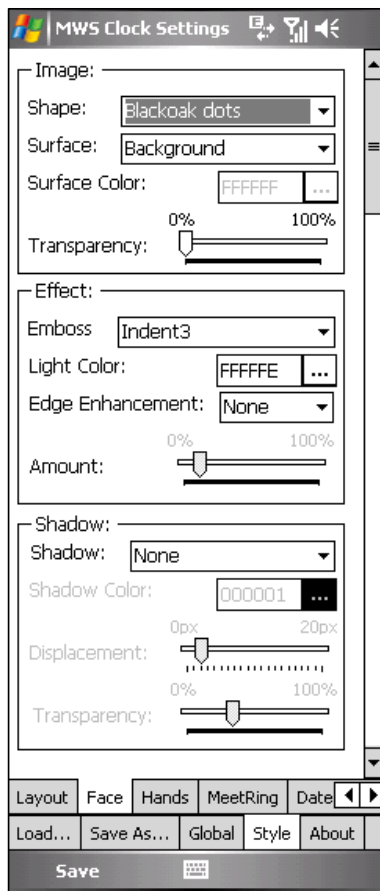 MWS Clock Settings
Image:
Shape: Blackoak dots
Surface: Background
Surface Color: FFFFFF ...
0% 100%
Transparency:
Effect:
Emboss Indent3
Light Color: FFFFFE ...
Edge Enhancement: None
0% 100%
Amount:
Shadow:
Shadow: None
Shadow Color: 000001 ...
0px 20px
Displacement:
0% 100%
Transparency:
Layout Face Hands MeetRing Date
Load... Save As... Global Style About
Save